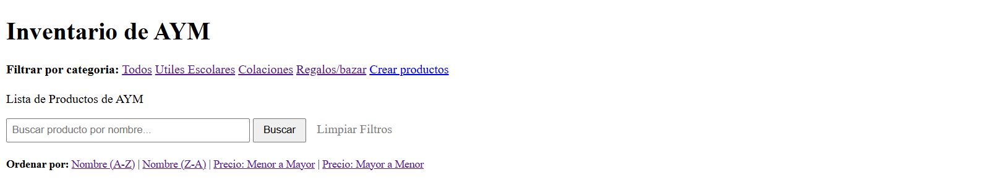 Inventario de AYM
Filtrar por categoria: Todos Utiles Escolares Colaciones Regalos/bazar Crear productos
Lista de Productos de AYM
Buscar producto por nombre... Buscar Limpiar Filtros
Ordenar por: Nombre (A-Z) | Nombre (Z-A) | Precio: Menor a Mayor | Precio: Mayor a Menor